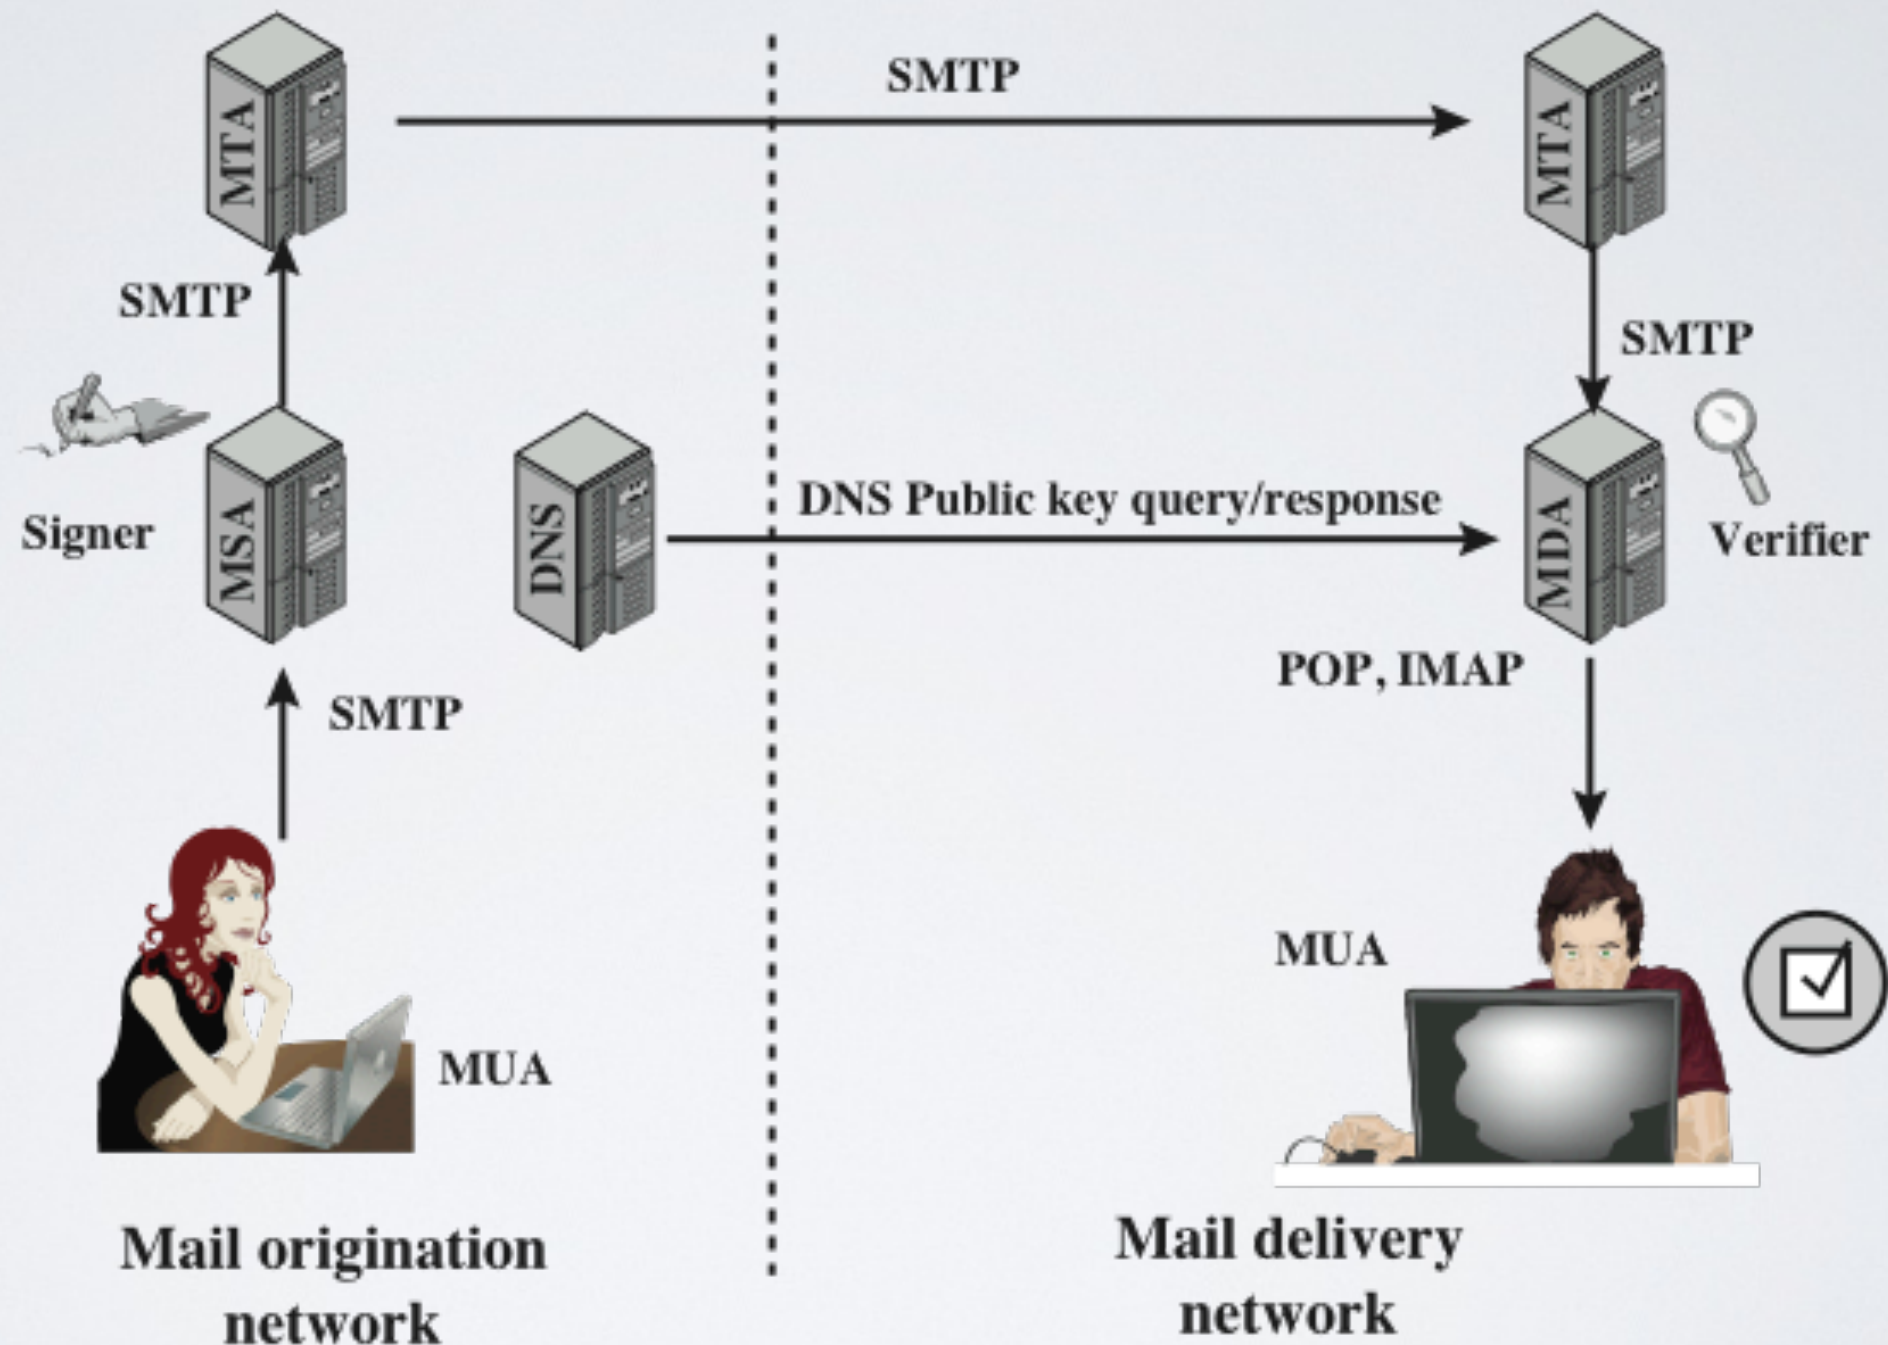 SMTP
MTA
MTA
SMTP
SMTP
Signer
MSA
DNS
DNS Public key query/response
MDA
Verifier
SMTP
POP, IMAP
MUA
MUA
Mail origination
network
Mail delivery
network